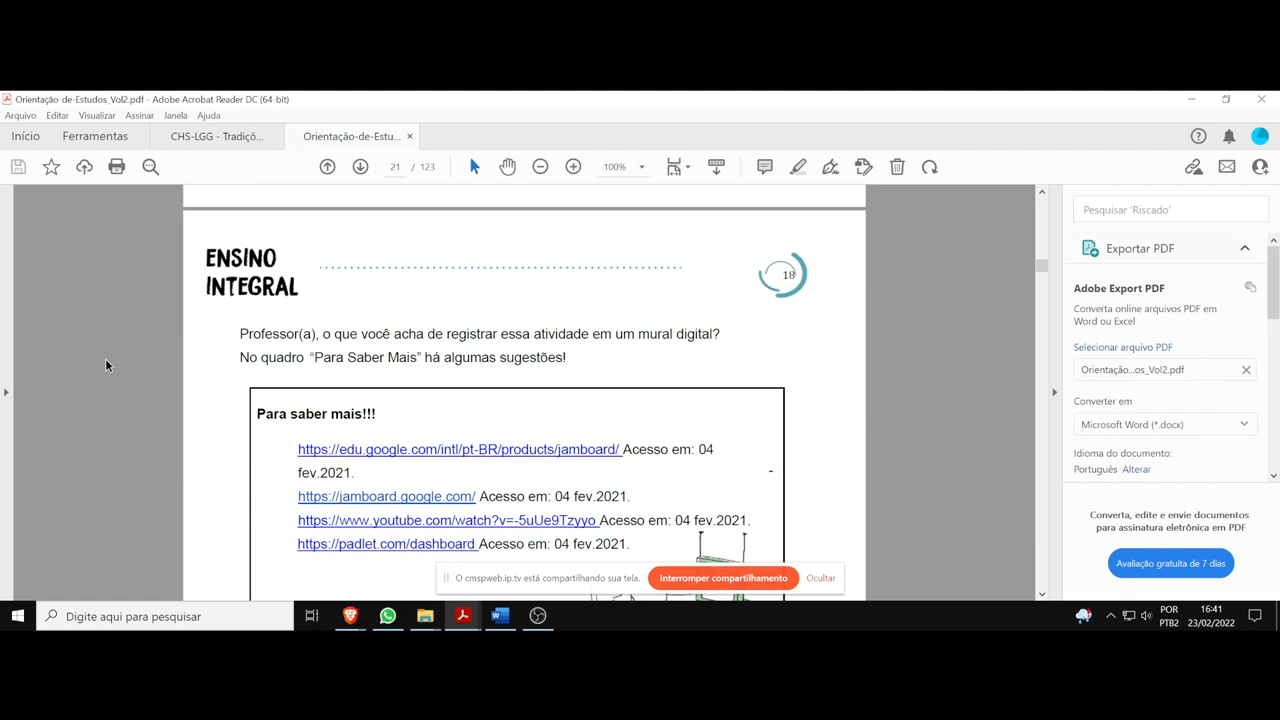 Orientação-de-Estudos_Vol2.pdf - Adobe Acrobat Reader DC (64-bit)
Arquivo Editar Visualizar Assinar Janela Ajuda
Início Ferramentas CHS-LGG - Tradiçõ... Orientação-de-Estu... ×
21 / 123 100%
Pesquisar 'Riscado'
Exportar PDF
Adobe Export PDF
Converta online arquivos PDF em
Word ou Excel
Selecionar arquivo PDF
Orientação...os_Vol2.pdf
Converter em
Microsoft Word (*.docx)
Idioma do documento:
Português Alterar
Converta, edite e envie documentos
para assinatura eletrônica em PDF
Avaliação gratuita de 7 dias
ENSINO
INTEGRAL
18
Professor(a), o que você acha de registrar essa atividade em um mural digital?
No quadro “Para Saber Mais” há algumas sugestões!
Para saber mais!!!
https://edu.google.com/intl/pt-BR/products/jamboard/ Acesso em: 04
fev.2021.
https://jamboard.google.com/ Acesso em: 04 fev.2021.
https://www.youtube.com/watch?v=-5uUe9Tzyyo Acesso em: 04 fev.2021.
https://padlet.com/dashboard Acesso em: 04 fev.2021.
O cmspweb.ip.tv está compartilhando sua tela. Interromper compartilhamento Ocultar
Digite aqui para pesquisar
POR
PTB2
16:41
23/02/2022